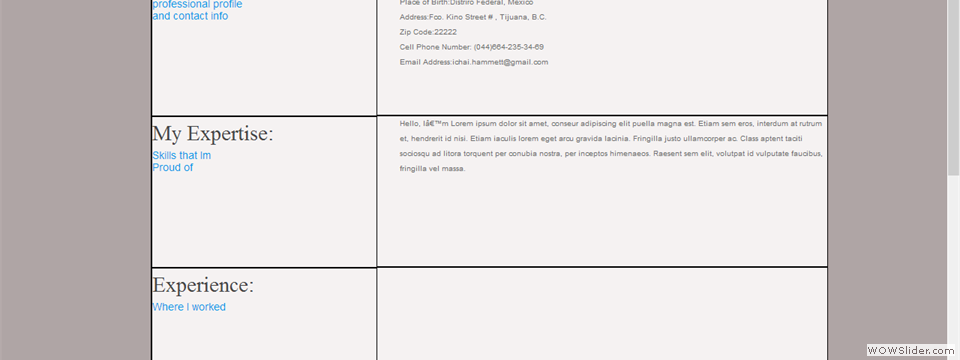 professional profile
and contact info
Place of Birth:Distriro Federal, Mexico
Address:Fco. Kino Street # , Tijuana, B.C.
Zip Code:22222
Cell Phone Number: (044)664-235-34-69
Email Address:ichai.hammett@gmail.com
My Expertise:
Skills that Im
Proud of
Hello, Iâ€™m Lorem ipsum dolor sit amet, conseur adipiscing elit puella magna est. Etiam sem eros, interdum at rutrum
et, hendrerit id nisi. Etiam iaculis lorem eget arcu gravida lacinia. Fringilla justo ullamcorper ac. Class aptent taciti
sociosqu ad litora torquent per conubia nostra, per inceptos himenaeos. Raesent sem elit, volutpat id vulputate faucibus,
fringilla vel massa.
Experience:
Where I worked
WOWSlider.com